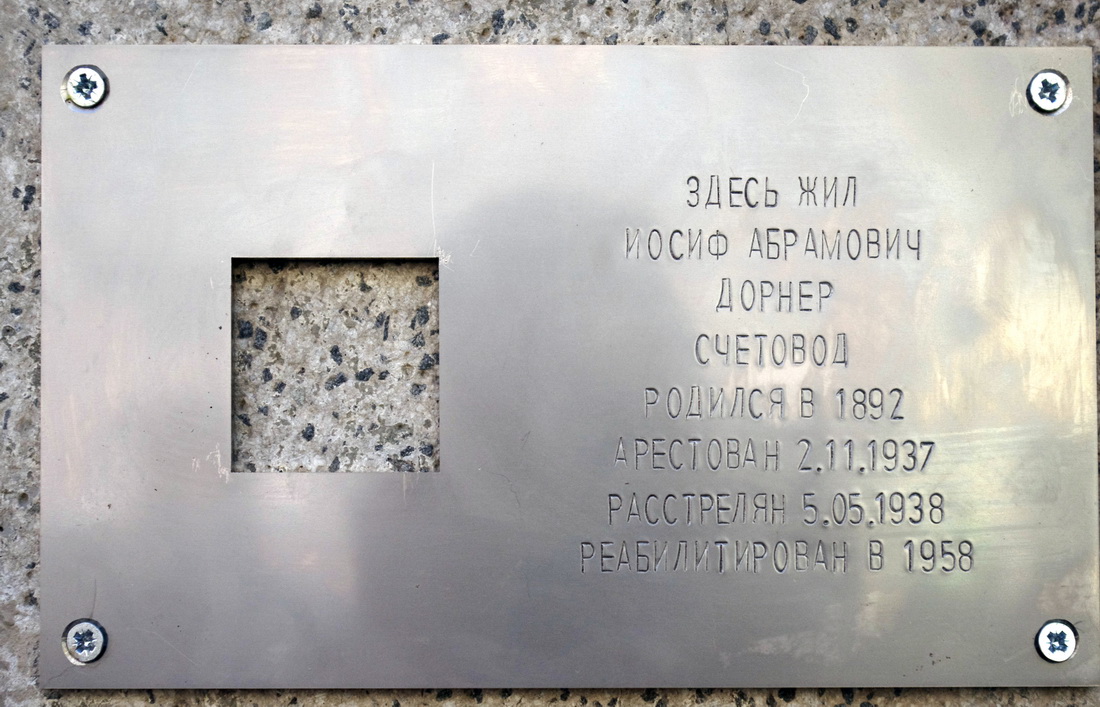 ЗДЕСЬ ЖИЛ
ИОСИФ АБРАМОВИЧ
ДОРНЕР
СЧЕТОВОД
РОДИЛСЯ В 1892
АРЕСТОВАН 2.11.1937
РАССТРЕЛЯН 5.05.1938
РЕАБИЛИТИРОВАН В 1958